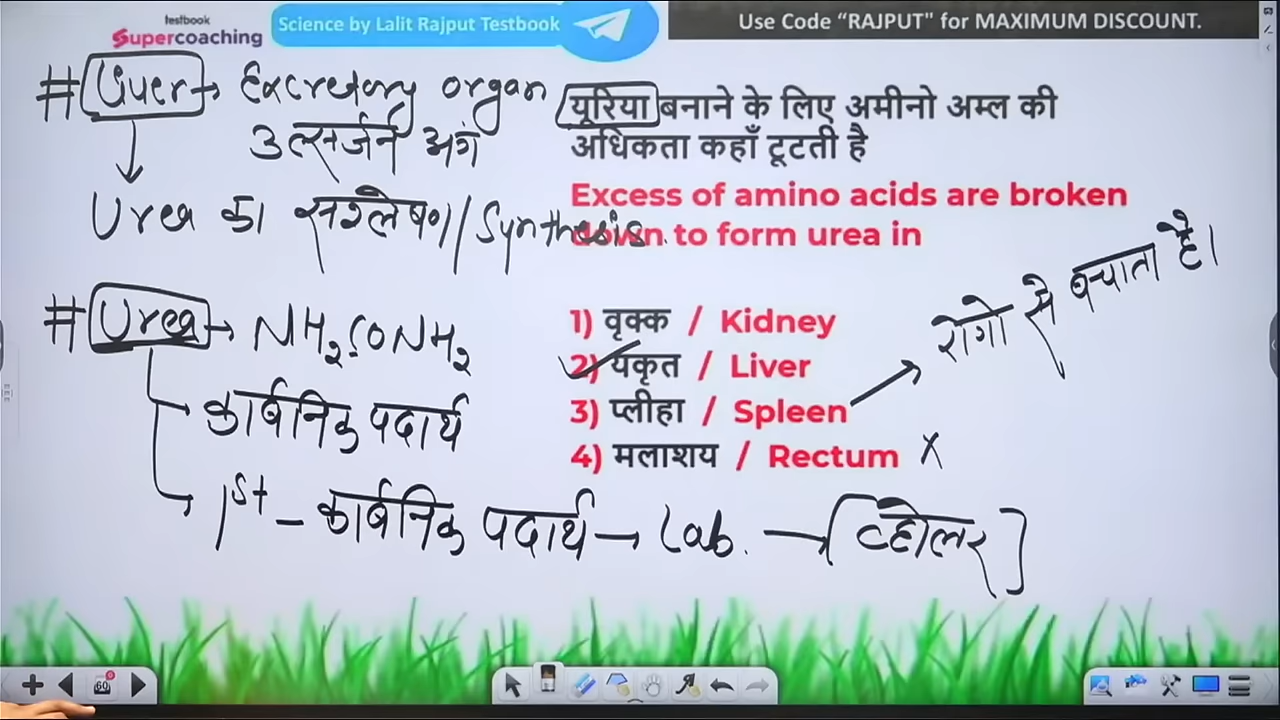 testbook
Supercoaching
Science by Lalit Rajput Testbook
Use Code “RAJPUT" for MAXIMUM DISCOUNT.
# Liver → Excretory organ
उत्सर्जन अंग
Urea का संश्लेषण / Synthesis.
# Urea → NH₂CONH₂
कार्बनिक पदार्थ
1st – कार्बनिक पदार्थ → Lab. → [व्होलर]
यूरिया बनाने के लिए अमीनो अम्ल की
अधिकता कहाँ टूटती है
Excess of amino acids are broken
down to form urea in
1) वृक्क / Kidney
2) यकृत / Liver
3) प्लीहा / Spleen → रोगो से बचाता है।
4) मलाशय / Rectum x
60